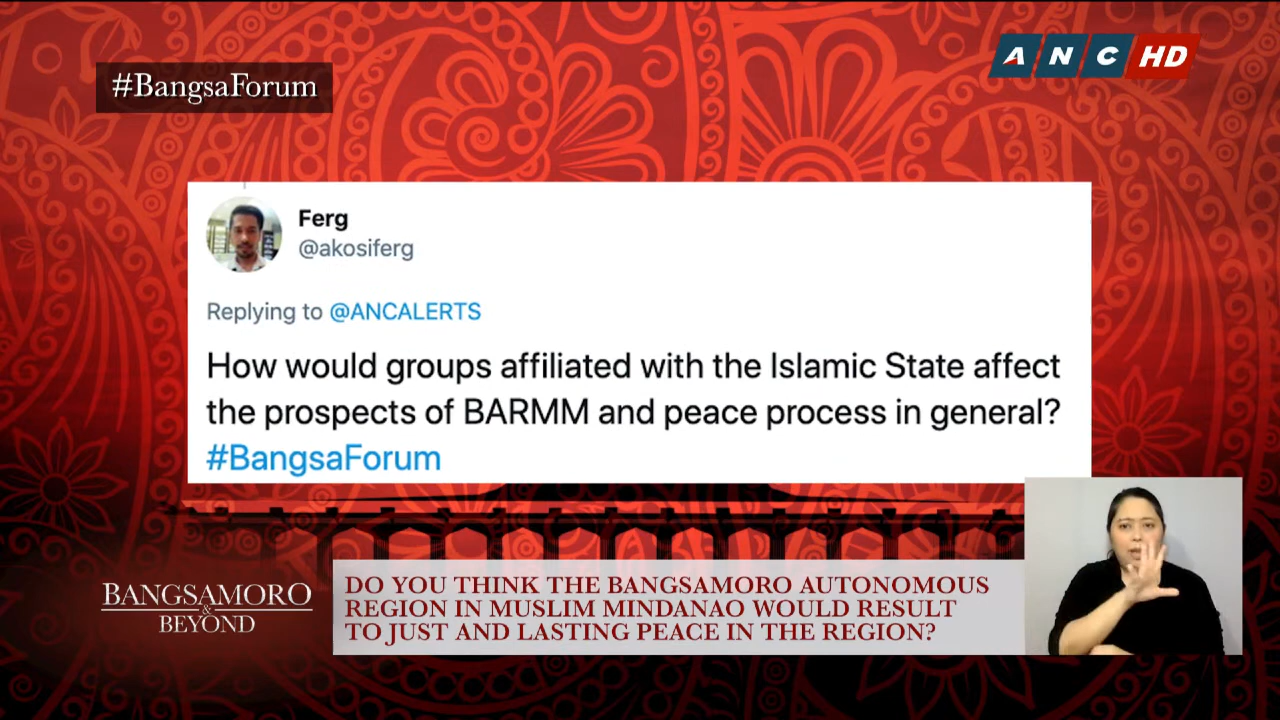 #BangsaForum
ANC HD
Ferg
@akosiferg
Replying to @ANCALERTS
How would groups affiliated with the Islamic State affect
the prospects of BARMM and peace process in general?
#BangsaForum
BANGSAMORO
&
BEYOND
DO YOU THINK THE BANGSAMORO AUTONOMOUS
REGION IN MUSLIM MINDANAO WOULD RESULT
TO JUST AND LASTING PEACE IN THE REGION?